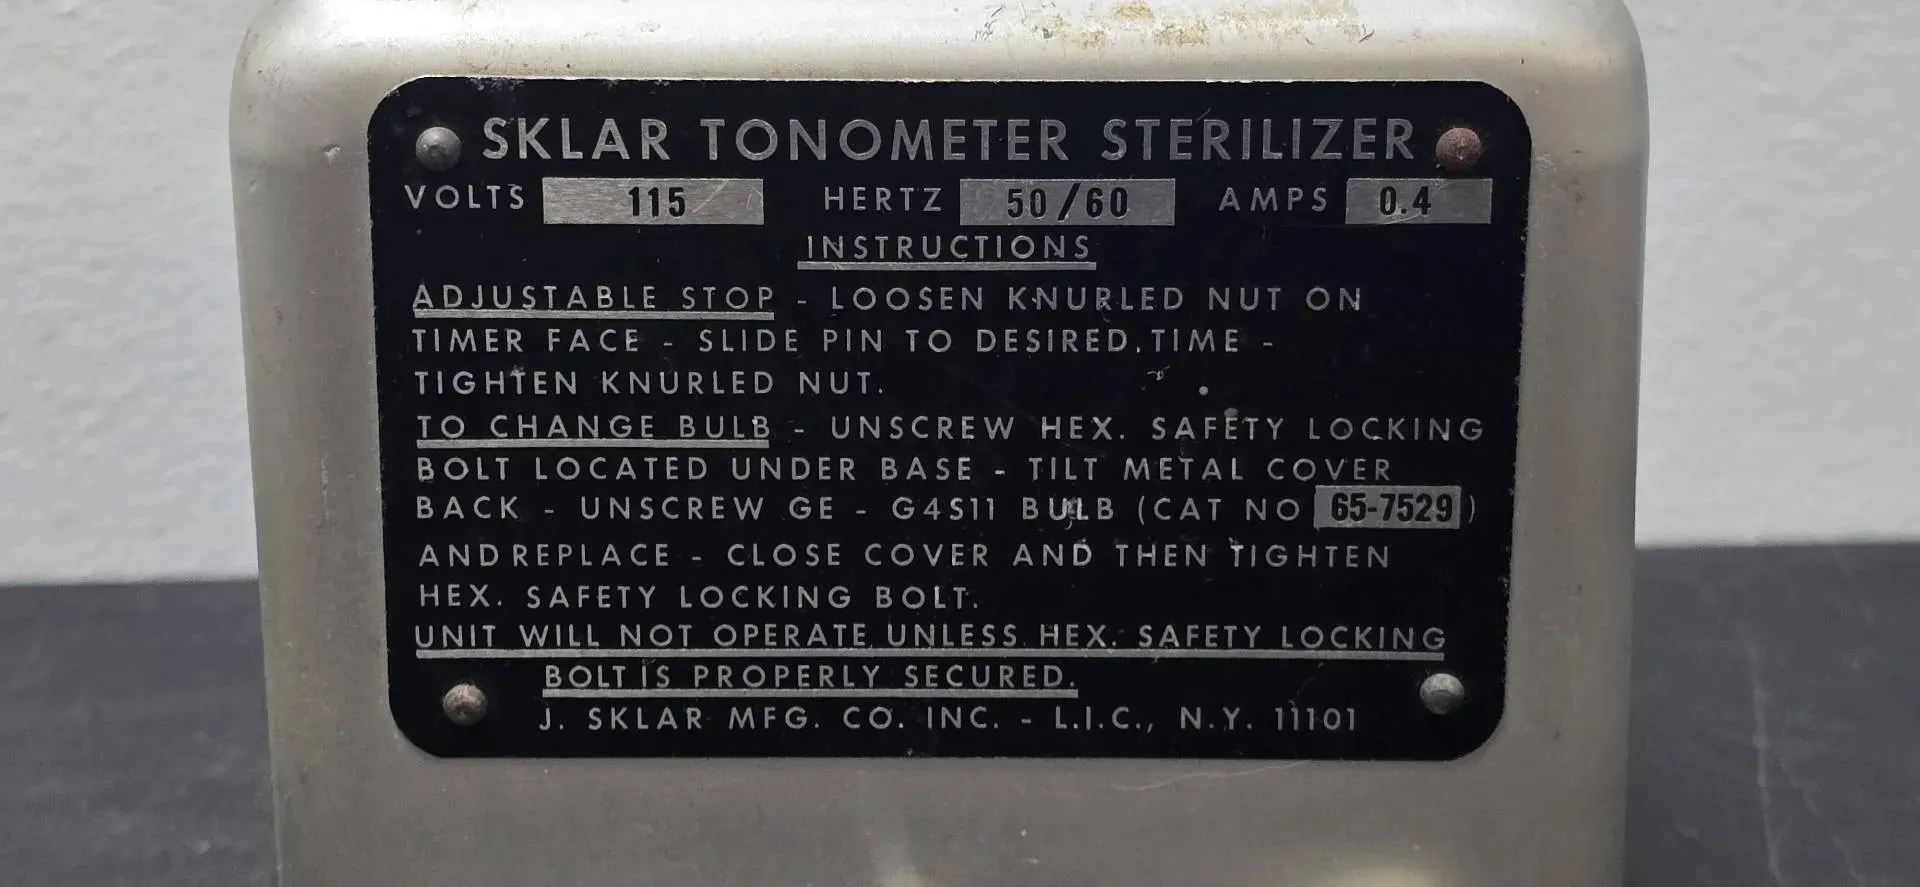 SKLAR TONOMETER STERILIZER
VOLTS 115 HERTZ 50/60 AMPS 0.4
INSTRUCTIONS
ADJUSTABLE STOP - LOOSEN KNURLED NUT ON
TIMER FACE - SLIDE PIN TO DESIRED TIME -
TIGHTEN KNURLED NUT.
TO CHANGE BULB - UNSCREW HEX. SAFETY LOCKING
BOLT LOCATED UNDER BASE - TILT METAL COVER
BACK - UNSCREW GE - G4S11 BULB (CAT NO 65-7529)
AND REPLACE - CLOSE COVER AND THEN TIGHTEN
HEX. SAFETY LOCKING BOLT.
UNIT WILL NOT OPERATE UNLESS HEX. SAFETY LOCKING
BOLT IS PROPERLY SECURED.
J. SKLAR MFG. CO. INC. - L.I.C., N.Y. 11101